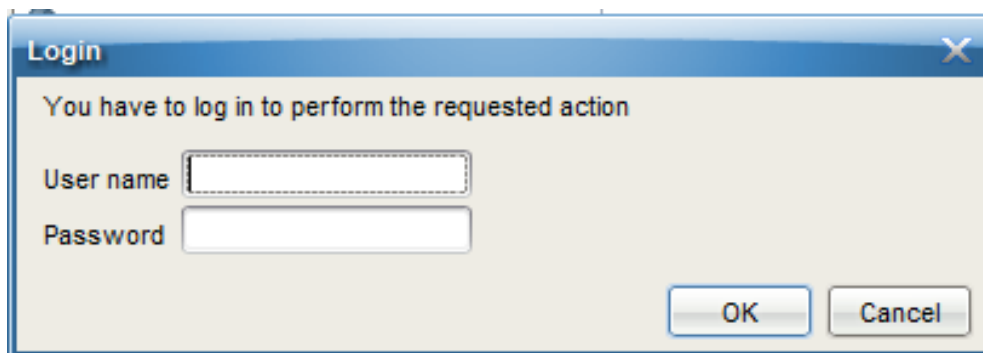 Login
You have to log in to perform the requested action
User name
Password
OK Cancel